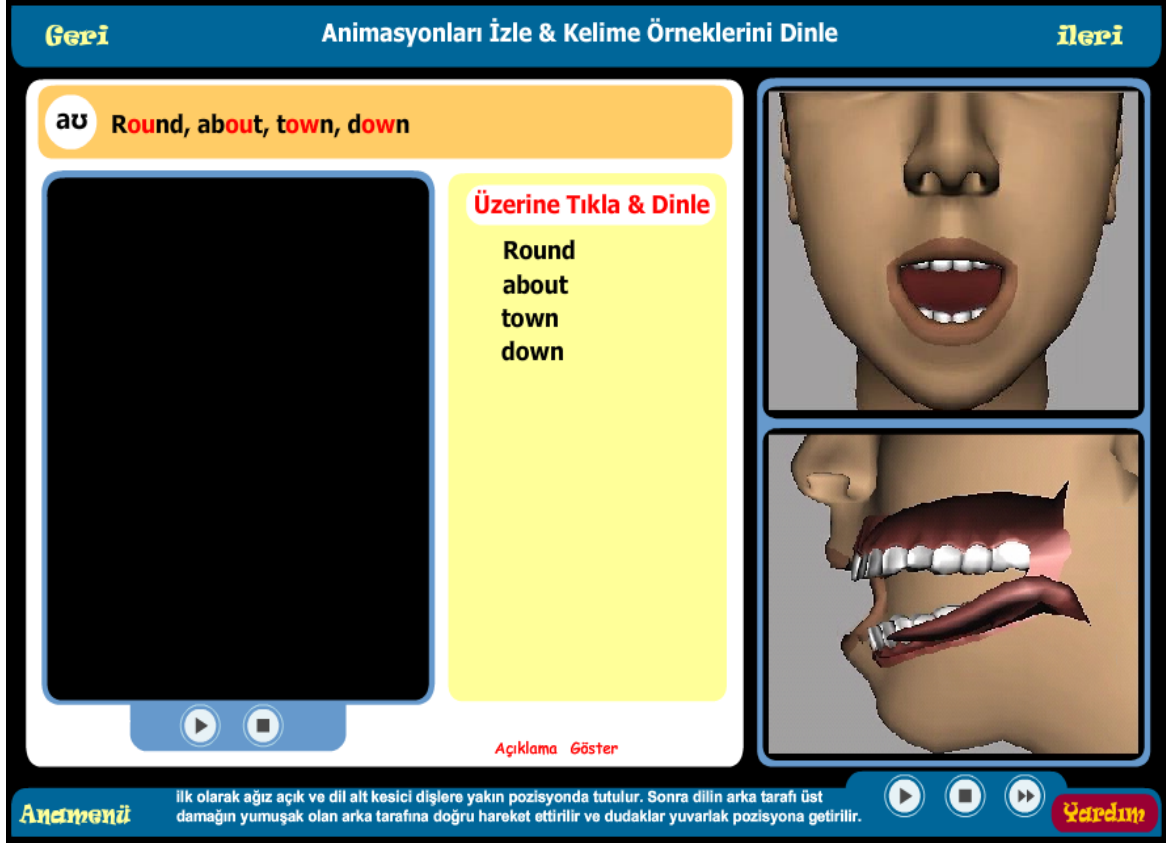 Geri
Animasyonları İzle & Kelime Örneklerini Dinle
ileri
aʊ
Round, about, town, down
Üzerine Tıkla & Dinle
Round
about
town
down
Açıklama Göster
Anamenü
ilk olarak ağız açık ve dil alt kesici dişlere yakın pozisyonda tutulur. Sonra dilin arka tarafı üst
damağın yumuşak olan arka tarafına doğru hareket ettirilir ve dudaklar yuvarlak pozisyona getirilir.
Yardım